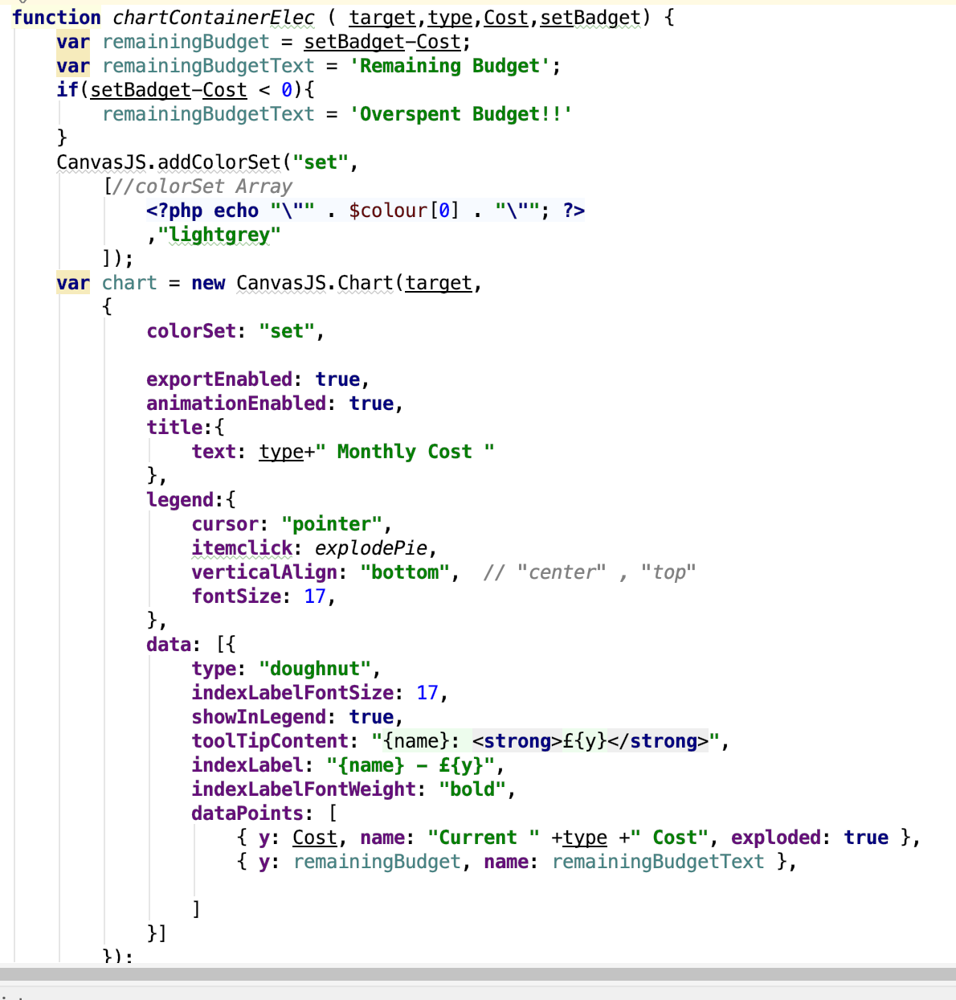 function chartContainerElec ( target,type,Cost,setBadget) {
var remainingBudget = setBadget-Cost;
var remainingBudgetText = 'Remaining Budget';
if(setBadget-Cost < 0){
remainingBudgetText = 'Overspent Budget!!'
}
CanvasJS.addColorSet("set",
[//colorSet Array
<?php echo "\"" . $colour[0] . "\""; ?>
,"lightgrey"
]);
var chart = new CanvasJS.Chart(target,
{
colorSet: "set",
exportEnabled: true,
animationEnabled: true,
title:{
text: type+" Monthly Cost "
},
legend:{
cursor: "pointer",
itemclick: explodePie,
verticalAlign: "bottom",  // "center" , "top"
fontSize: 17,
},
data: [{
type: "doughnut",
indexLabelFontSize: 17,
showInLegend: true,
toolTipContent: "{name}: <strong>£{y}</strong>",
indexLabel: "{name} - £{y}",
indexLabelFontWeight: "bold",
dataPoints: [
{ y: Cost, name: "Current " +type +" Cost", exploded: true },
{ y: remainingBudget, name: remainingBudgetText },
]
}]
});